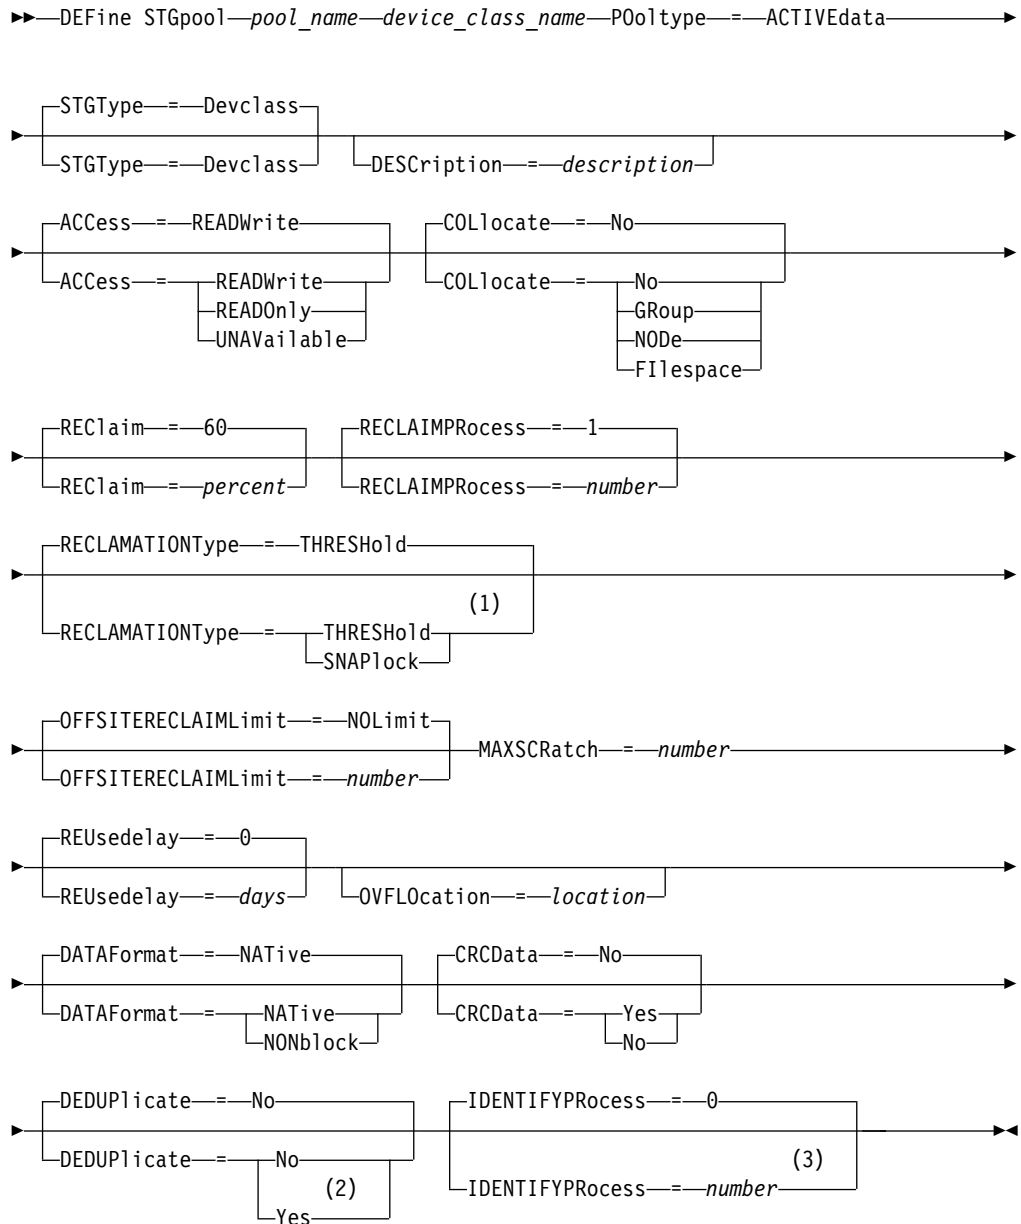 DEFine STGpool pool_name device_class_name POoltype = ACTIVEdata
STGType = Devclass
STGType = Devclass
DESCription = description
ACCess = READWrite
ACCess = READWrite
READOnly
UNAVailable
COLlocate = No
COLlocate = No
GRoup
NODe
FIlespace
REClaim = 60
REClaim = percent
RECLAIMPRocess = 1
RECLAIMPRocess = number
RECLAMATIONType = THRESHold
(1)
RECLAMATIONType = THRESHold
SNAPlock
OFFSITERECLAIMLimit = NOLimit
OFFSITERECLAIMLimit = number
MAXSCRatch = number
REUsedelay = 0
REUsedelay = days
OVFLOcation = location
DATAFormat = NATive
DATAFormat = NATive
NONblock
CRCData = No
CRCData = Yes
No
DEDUPlicate = No
DEDUPlicate = No
(2)
Yes
IDENTIFYPRocess = 0
(3)
IDENTIFYPRocess = number